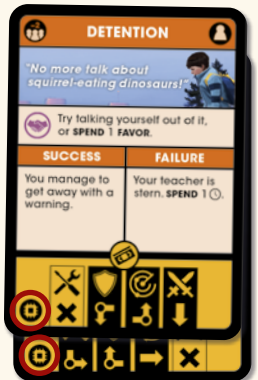 DETENTION
"No more talk about
squirrel-eating dinosaurs!"
Try talking yourself out of it,
or SPEND 1 FAVOR.
SUCCESS
You manage to
get away with a
warning.
FAILURE
Your teacher is
stern. SPEND 1